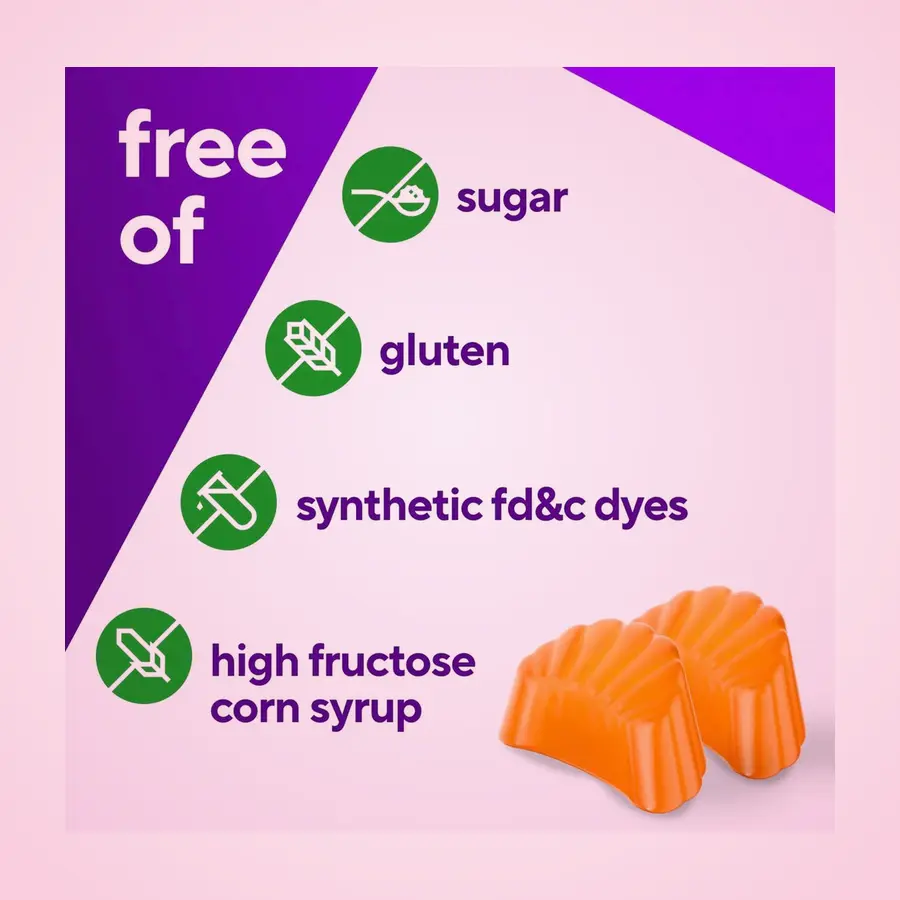 free
of
sugar
gluten
synthetic fd&c dyes
high fructose
corn syrup